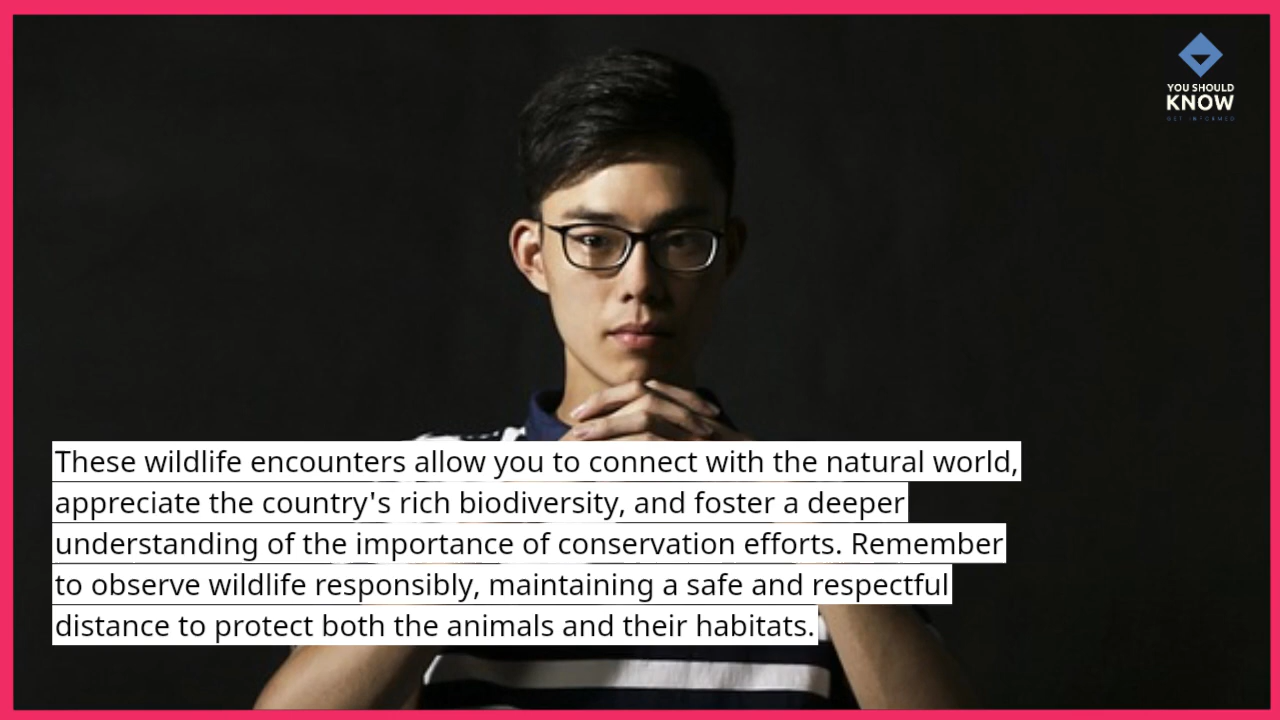 YOU SHOULD
KNOW
GET INFORMED
These wildlife encounters allow you to connect with the natural world,
appreciate the country's rich biodiversity, and foster a deeper
understanding of the importance of conservation efforts. Remember
to observe wildlife responsibly, maintaining a safe and respectful
distance to protect both the animals and their habitats.